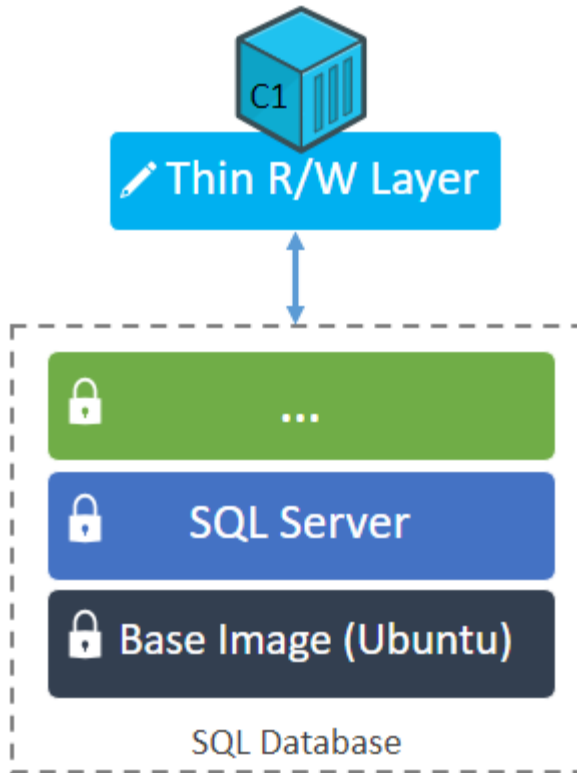 C1
Thin R/W Layer
...
SQL Server
Base Image (Ubuntu)
SQL Database